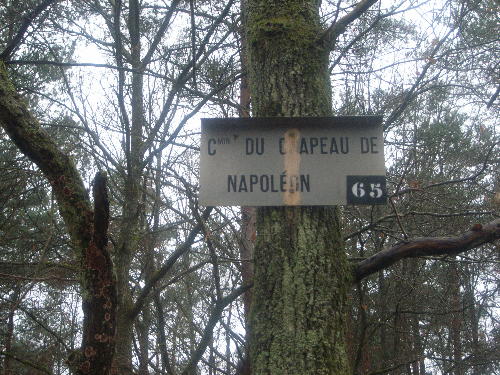 Cmin DU CHAPEAU DE
NAPOLÉON
65